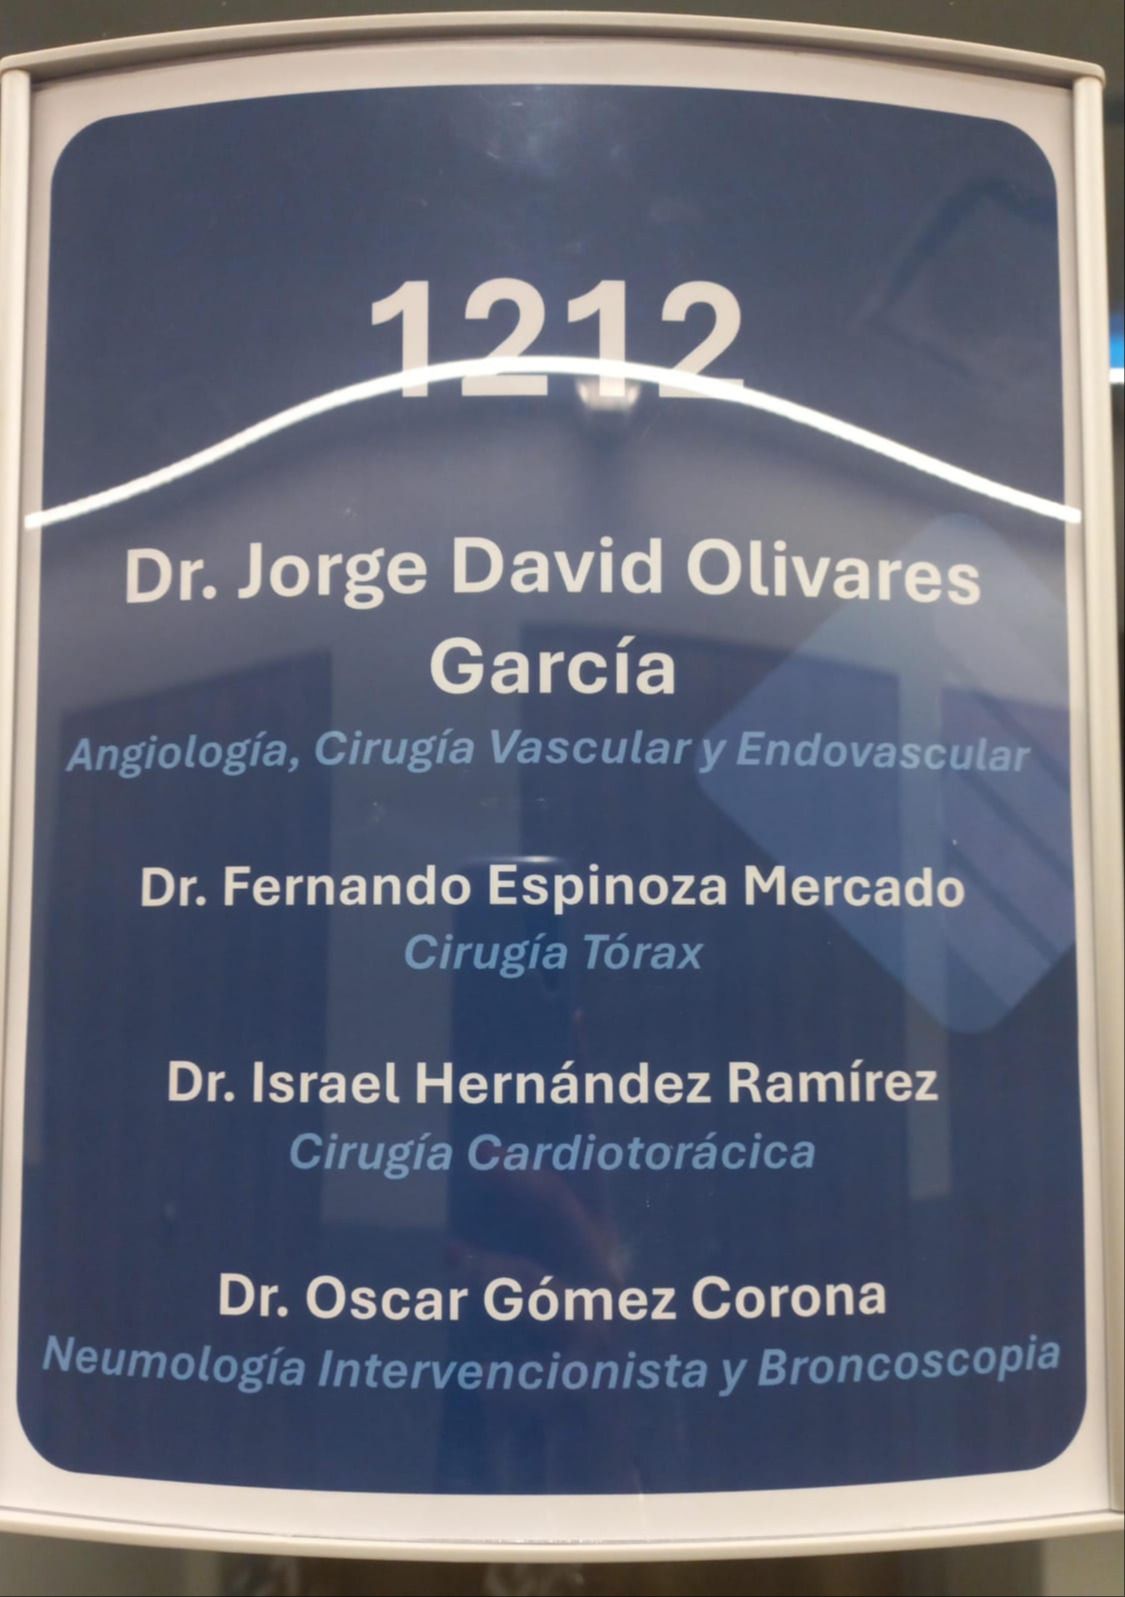 1212
Dr. Jorge David Olivares
García
Angiología, Cirugía Vascular y Endovascular
Dr. Fernando Espinoza Mercado
Cirugía Tórax
Dr. Israel Hernández Ramírez
Cirugía Cardiotorácica
Dr. Oscar Gómez Corona
Neumología Intervencionista y Broncoscopia